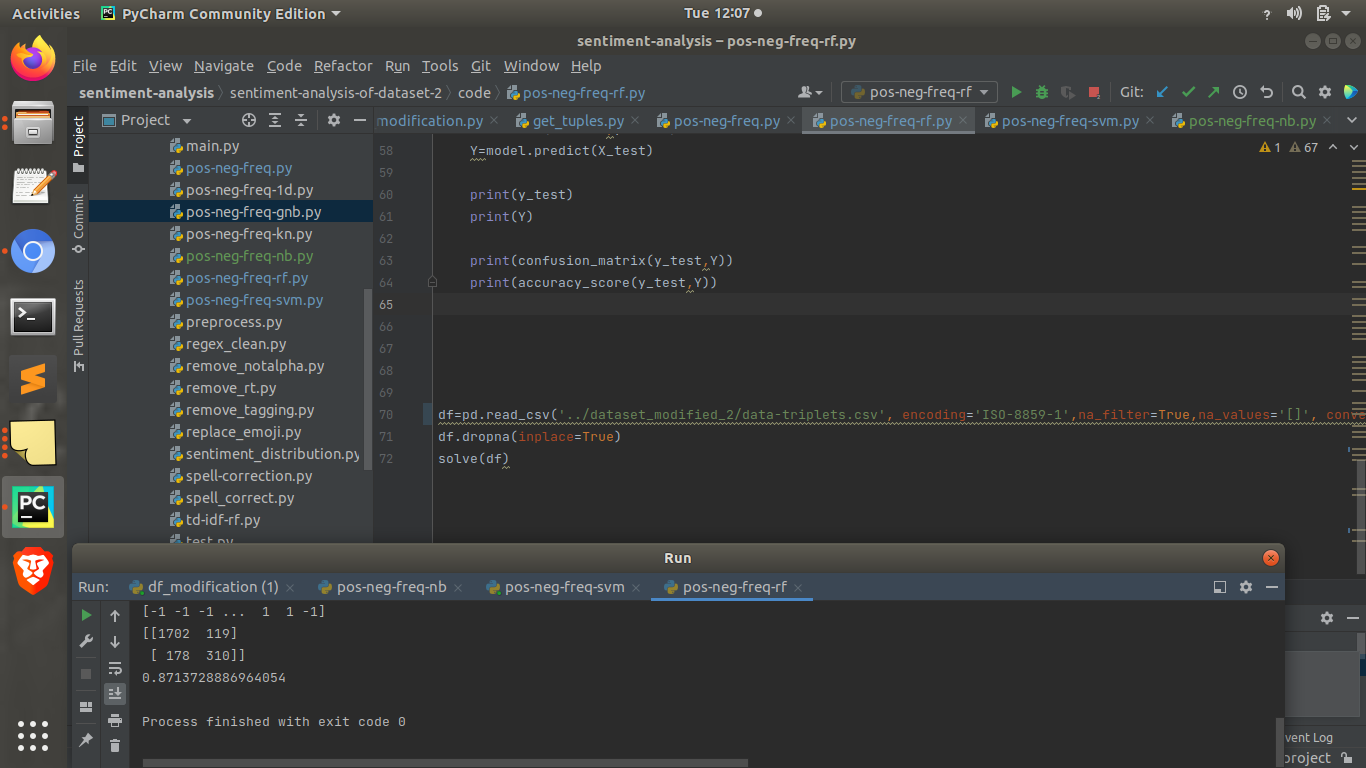 Activities PyCharm Community Edition Tue 12:07
sentiment-analysis – pos-neg-freq-rf.py
File Edit View Navigate Code Refactor Run Tools Git Window Help
sentiment-analysis sentiment-analysis-of-dataset-2 code pos-neg-freq-rf.py pos-neg-freq-rf Git:
Project modification.py get_tuples.py pos-neg-freq.py pos-neg-freq-rf.py pos-neg-freq-svm.py pos-neg-freq-nb.py
Project
Commit
Pull Requests
main.py
pos-neg-freq.py
pos-neg-freq-1d.py
pos-neg-freq-gnb.py
pos-neg-freq-kn.py
pos-neg-freq-nb.py
pos-neg-freq-rf.py
pos-neg-freq-svm.py
preprocess.py
regex_clean.py
remove_notalpha.py
remove_rt.py
remove_tagging.py
replace_emoji.py
sentiment_distribution.py
spell-correction.py
spell_correct.py
td-idf-rf.py
test.py
1 67
58 Y=model.predict(X_test)
59
60 print(y_test)
61 print(Y)
62
63 print(confusion_matrix(y_test,Y))
64 print(accuracy_score(y_test,Y))
65
66
67
68
69
70 df=pd.read_csv('../dataset_modified_2/data-triplets.csv', encoding='ISO-8859-1',na_filter=True,na_values='[]', conve
71 df.dropna(inplace=True)
72 solve(df)
Run
Run: df_modification (1) pos-neg-freq-nb pos-neg-freq-svm pos-neg-freq-rf
[-1 -1 -1 ... 1 1 -1]
[[1702 119]
[ 178 310]]
0.8713728886964054
Process finished with exit code 0
vent Log
project